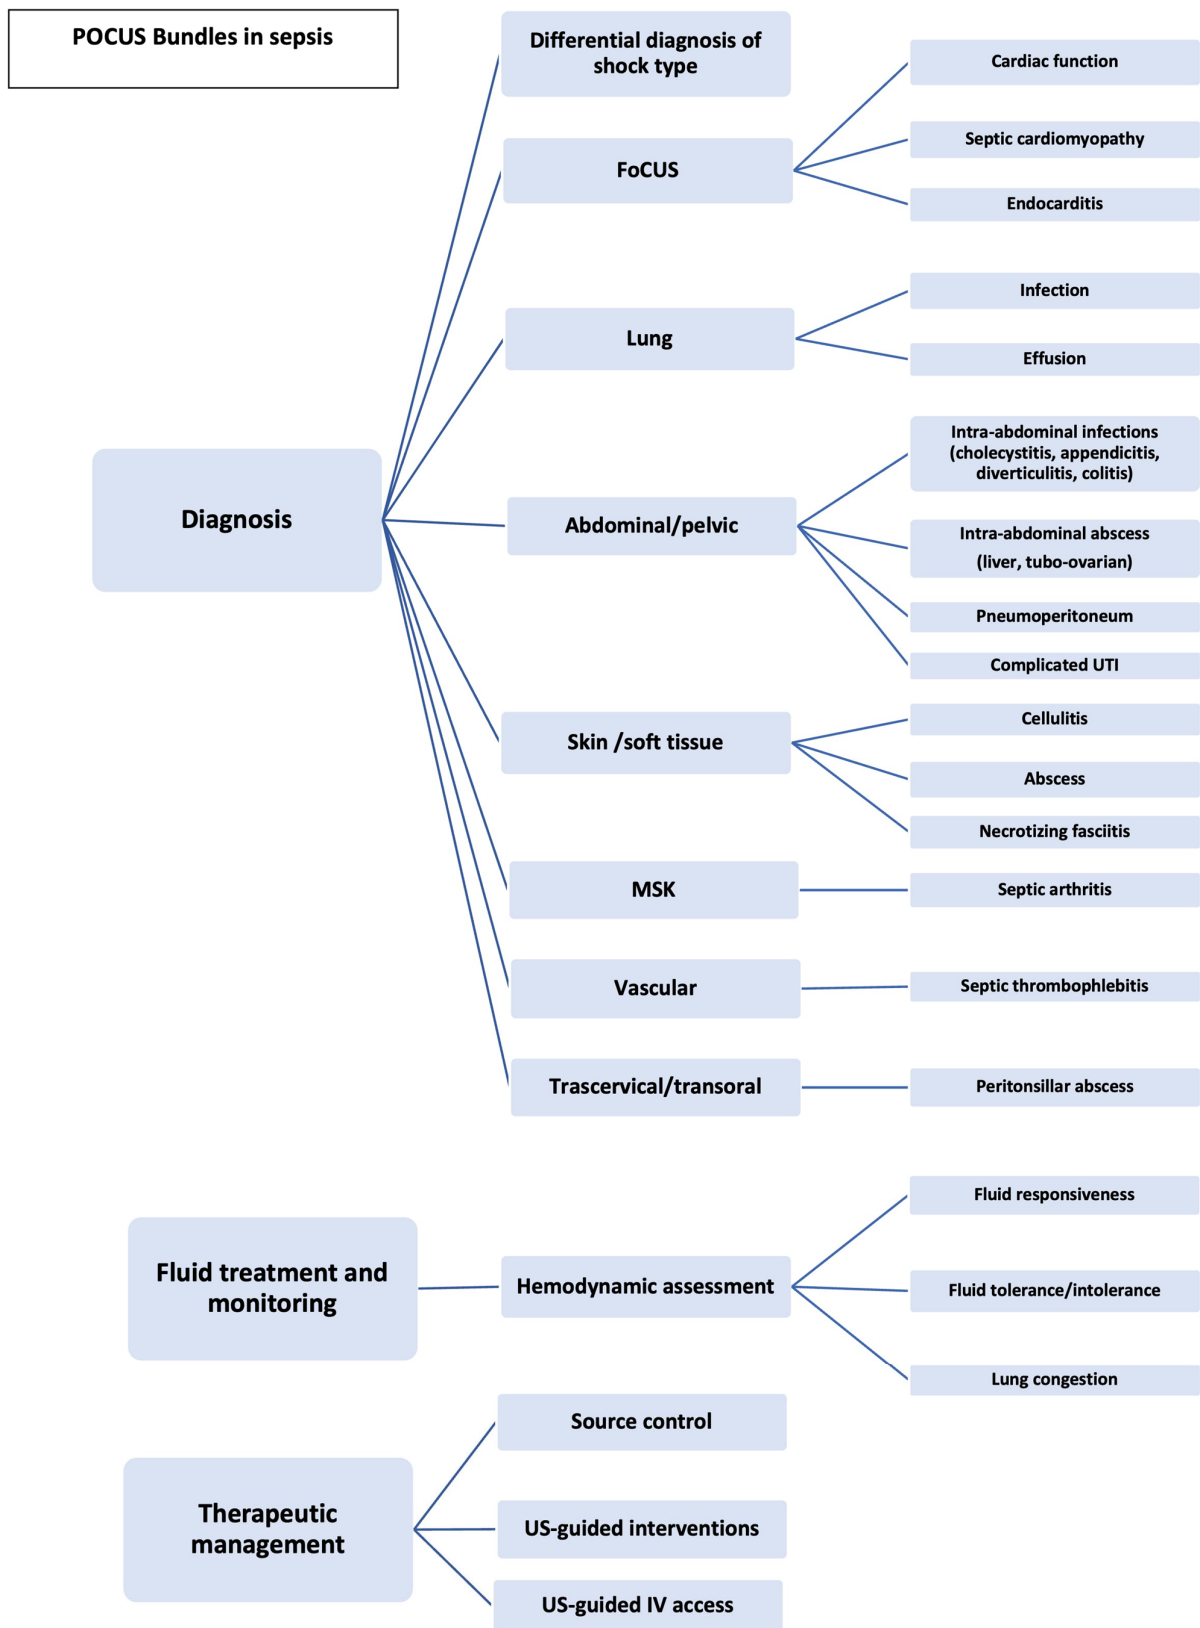 POCUS Bundles in sepsis
Differential diagnosis of
shock type
FoCUS
Cardiac function
Septic cardiomyopathy
Endocarditis
Lung
Infection
Effusion
Diagnosis
Abdominal/pelvic
Intra-abdominal infections
(cholecystitis, appendicitis,
diverticulitis, colitis)
Intra-abdominal abscess
(liver, tubo-ovarian)
Pneumoperitoneum
Complicated UTI
Skin /soft tissue
Cellulitis
Abscess
Necrotizing fasciitis
MSK
Septic arthritis
Vascular
Septic thrombophlebitis
Trascervical/transoral
Peritonsillar abscess
Fluid treatment and
monitoring
Hemodynamic assessment
Fluid responsiveness
Fluid tolerance/intolerance
Lung congestion
Therapeutic
management
Source control
US-guided interventions
US-guided IV access